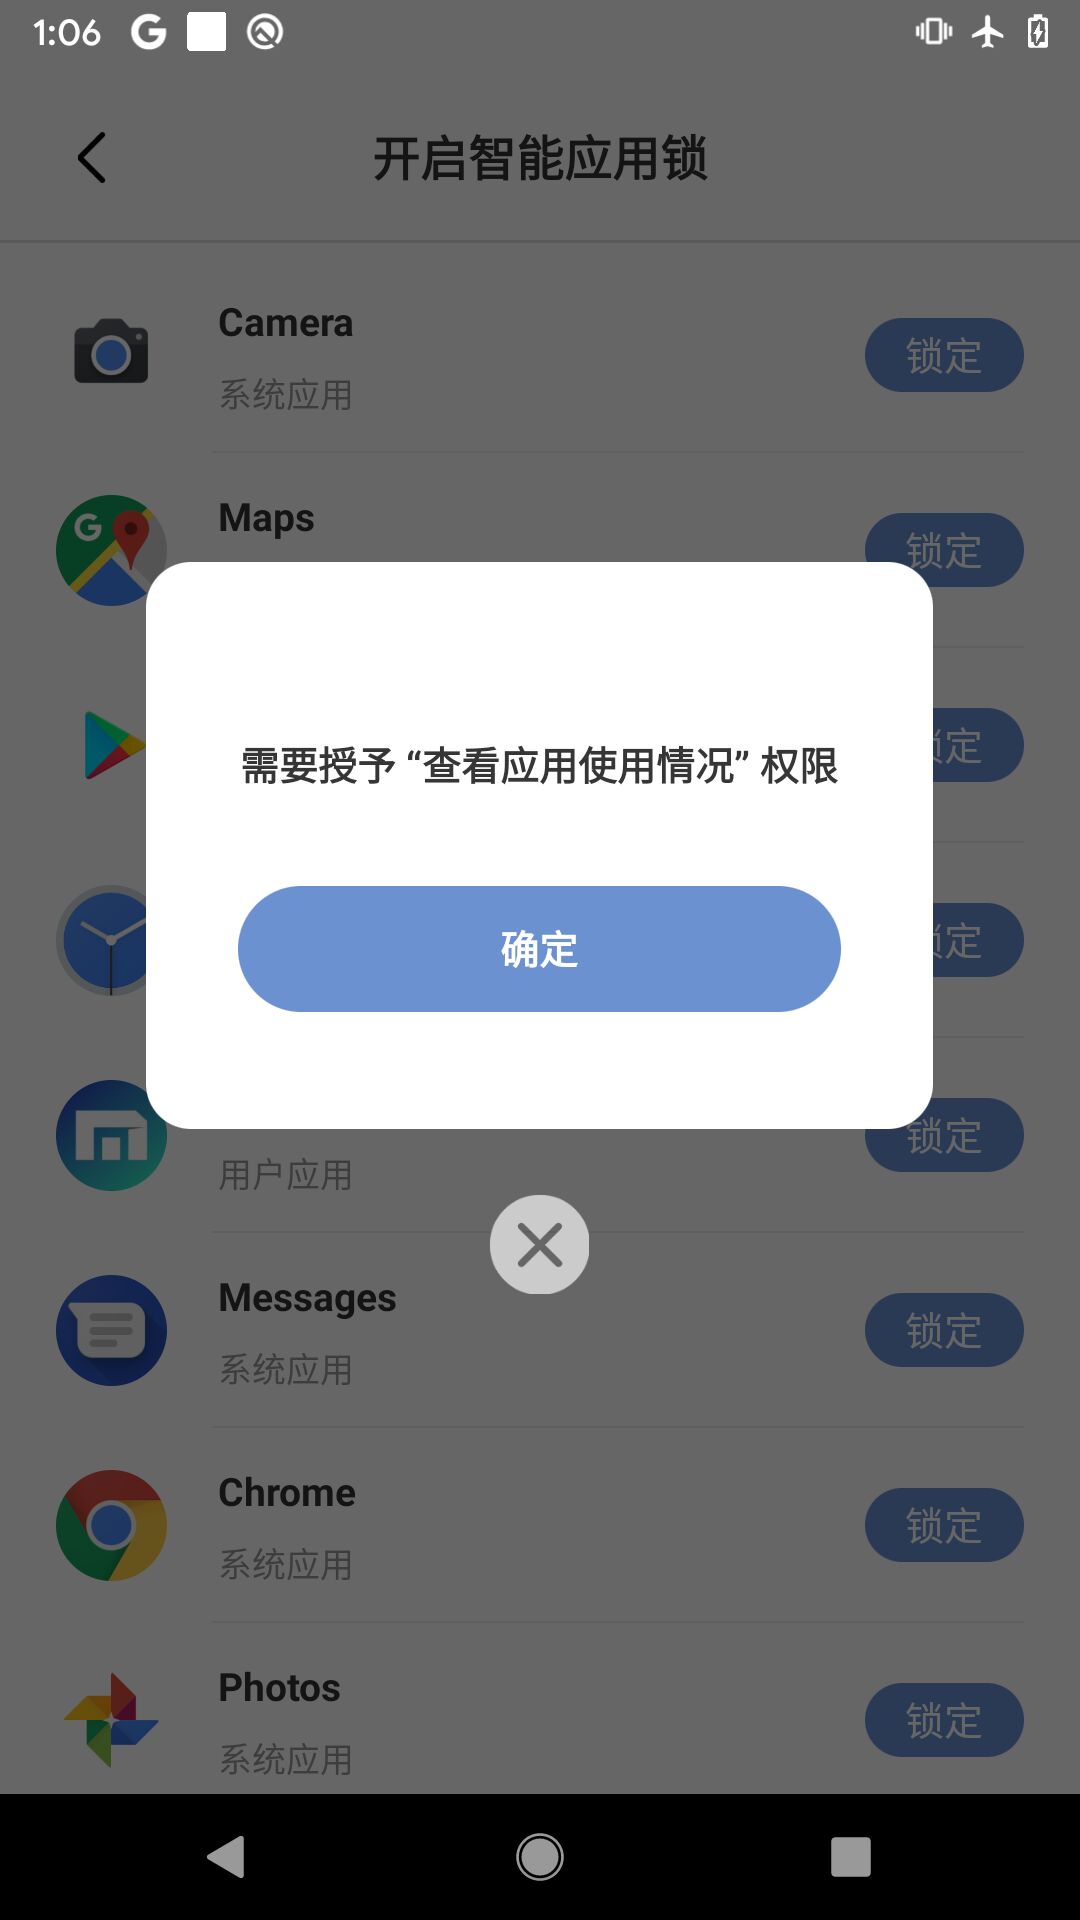 1:06
开启智能应用锁
Camera
系统应用
锁定
Maps
锁定
需要授予 “查看应用使用情况” 权限
定
确定
定
用户应用
锁定
Messages
系统应用
锁定
Chrome
系统应用
锁定
Photos
系统应用
锁定